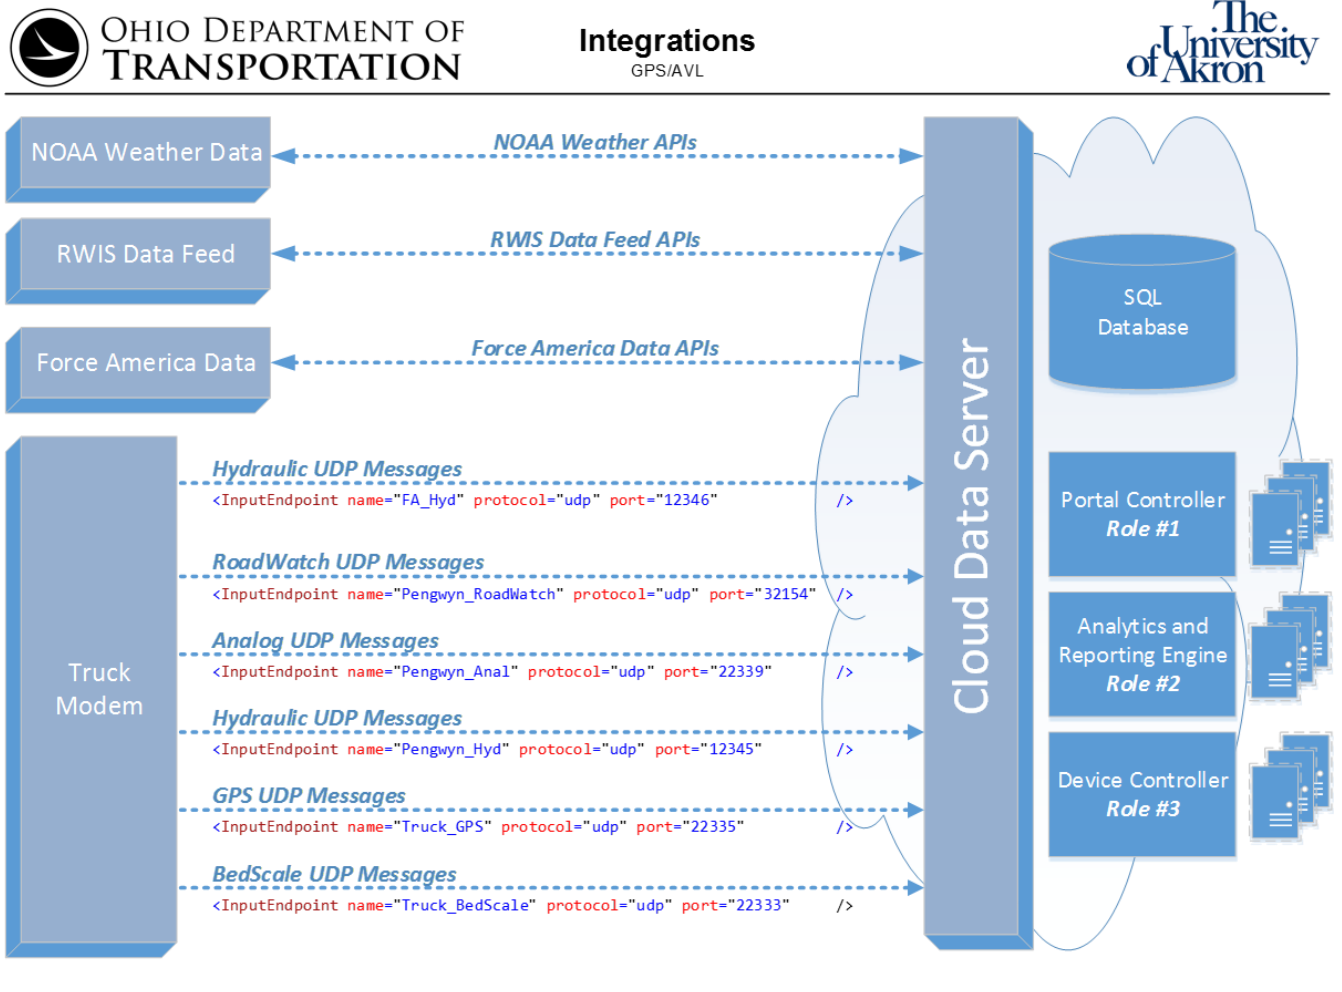 OHIO DEPARTMENT OF
TRANSPORTATION
Integrations
GPS/AVL
The
University
of Akron
NOAA Weather Data
NOAA Weather APIs
RWIS Data Feed
RWIS Data Feed APIs
Force America Data
Force America Data APIs
Truck
Modem
Hydraulic UDP Messages
<InputEndpoint name="FA_Hyd" protocol="udp" port="12346" />
RoadWatch UDP Messages
<InputEndpoint name="Pengwyn_RoadWatch" protocol="udp" port="32154" />
Analog UDP Messages
<InputEndpoint name="Pengwyn_Anal" protocol="udp" port="22339" />
Hydraulic UDP Messages
<InputEndpoint name="Pengwyn_Hyd" protocol="udp" port="12345" />
GPS UDP Messages
<InputEndpoint name="Truck_GPS" protocol="udp" port="22335" />
BedScale UDP Messages
<InputEndpoint name="Truck_BedScale" protocol="udp" port="22333" />
Cloud Data Server
SQL
Database
Portal Controller
Role #1
Analytics and
Reporting Engine
Role #2
Device Controller
Role #3